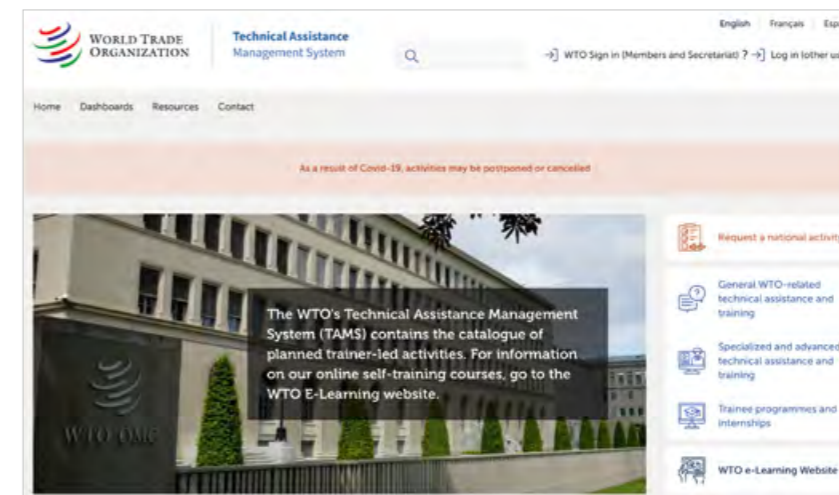 English Français Esp
WORLD TRADE
ORGANIZATION
Technical Assistance
Management System
WTO Sign in (Members and Secretariat) ? Log in (other us
Home Dashboards Resources Contact
As a result of Covid-19, activities may be postponed or cancelled
The WTO's Technical Assistance Management
System (TAMS) contains the catalogue of
planned trainer-led activities. For information
on our online self-training courses, go to the
WTO E-Learning website.
WTO OMC
Request a national activity
General WTO-related
technical assistance and
training
Specialized and advanced
technical assistance and
training
Trainee programmes and
internships
WTO e-Learning Website